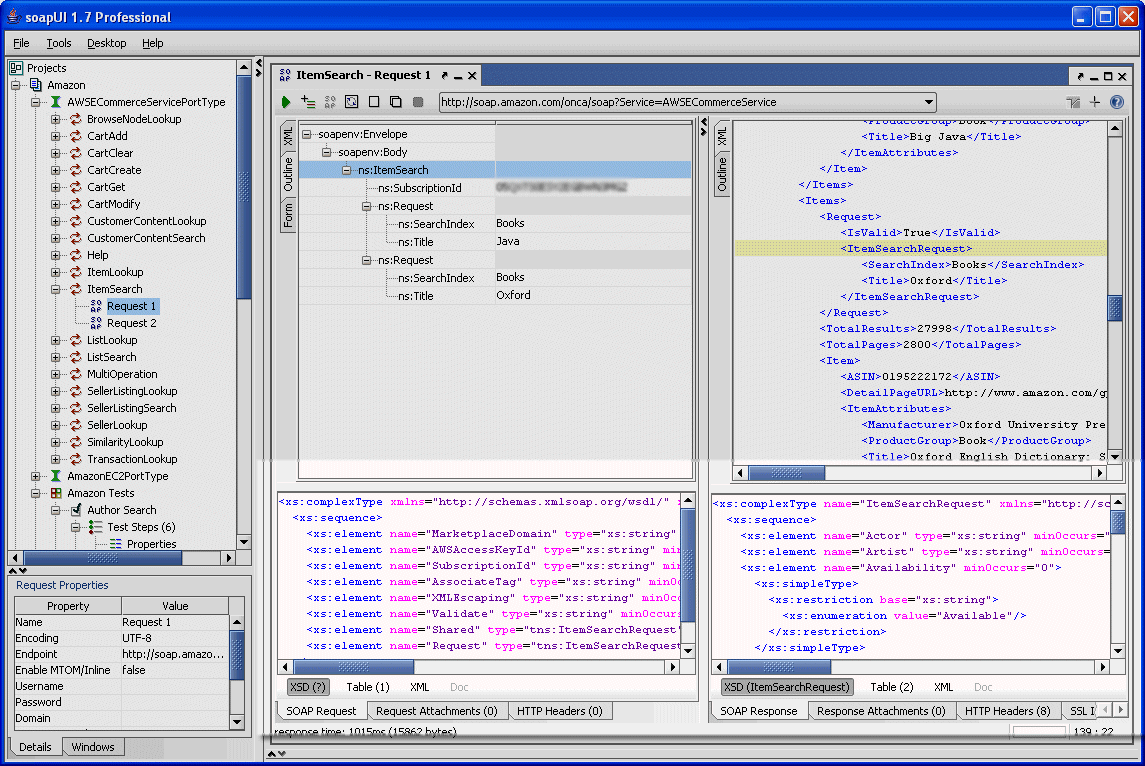 soapUI 1.7 Professional
File Tools Desktop Help
Projects
Amazon
AWSECommerceServicePortType
BrowseNodeLookup
CartAdd
CartClear
CartCreate
CartGet
CartModify
CustomerContentLookup
CustomerContentSearch
Help
ItemLookup
ItemSearch
Request 1
Request 2
ListLookup
ListSearch
MultiOperation
SellerListingLookup
SellerListingSearch
SellerLookup
SimilarityLookup
TransactionLookup
AmazonEC2PortType
Amazon Tests
Author Search
Test Steps (6)
Properties
Request Properties
Property Value
Name Request 1
Encoding UTF-8
Endpoint http://soap.amazo...
Enable MTOM/Inline false
Username
Password
Domain
Details Windows
ItemSearch - Request 1
http://soap.amazon.com/onca/soap?Service=AWSECommerceService
XML
Outline
Form
soapenv:Envelope
soapenv:Body
ns:ItemSearch
ns:SubscriptionId
ns:Request
ns:SearchIndex Books
ns:Title Java
ns:Request
ns:SearchIndex Books
ns:Title Oxford
<xs:complexType xmlns="http://schemas.xmlsoap.org/wsdl/"
<xs:sequence>
<xs:element name="MarketplaceDomain" type="xs:string"
<xs:element name="AWSAccessKeyId" type="xs:string" min
<xs:element name="SubscriptionId" type="xs:string" min
<xs:element name="AssociateTag" type="xs:string" minOc
<xs:element name="XMLEscaping" type="xs:string" minOcc
<xs:element name="Validate" type="xs:string" minOccurs
<xs:element name="Shared" type="tns:ItemSearchRequest"
<xs:element name="Request" type="tns:ItemSearchRequest
XSD (?) Table (1) XML Doc
SOAP Request Request Attachments (0) HTTP Headers (0)
response time: 1015ms (15862 bytes)
XML
Outline
<ProductGroup>Book</ProductGroup>
<Title>Big Java</Title>
</ItemAttributes>
</Item>
</Items>
<Items>
<Request>
<IsValid>True</IsValid>
<ItemSearchRequest>
<SearchIndex>Books</SearchIndex>
<Title>Oxford</Title>
</ItemSearchRequest>
</Request>
<TotalResults>27998</TotalResults>
<TotalPages>2800</TotalPages>
<Item>
<ASIN>0195222172</ASIN>
<DetailPageURL>http://www.amazon.com/g
<ItemAttributes>
<Manufacturer>Oxford University Pre
<ProductGroup>Book</ProductGroup>
<Title>Oxford English Dictionary: S
<xs:complexType name="ItemSearchRequest" xmlns="http://sc
<xs:sequence>
<xs:element name="Actor" type="xs:string" minOccurs="
<xs:element name="Artist" type="xs:string" minOccurs=
<xs:element name="Availability" minOccurs="0">
<xs:simpleType>
<xs:restriction base="xs:string">
<xs:enumeration value="Available"/>
</xs:restriction>
</xs:simpleType>
XSD (ItemSearchRequest) Table (2) XML Doc
SOAP Response Response Attachments (0) HTTP Headers (8) SSL I
139 : 22